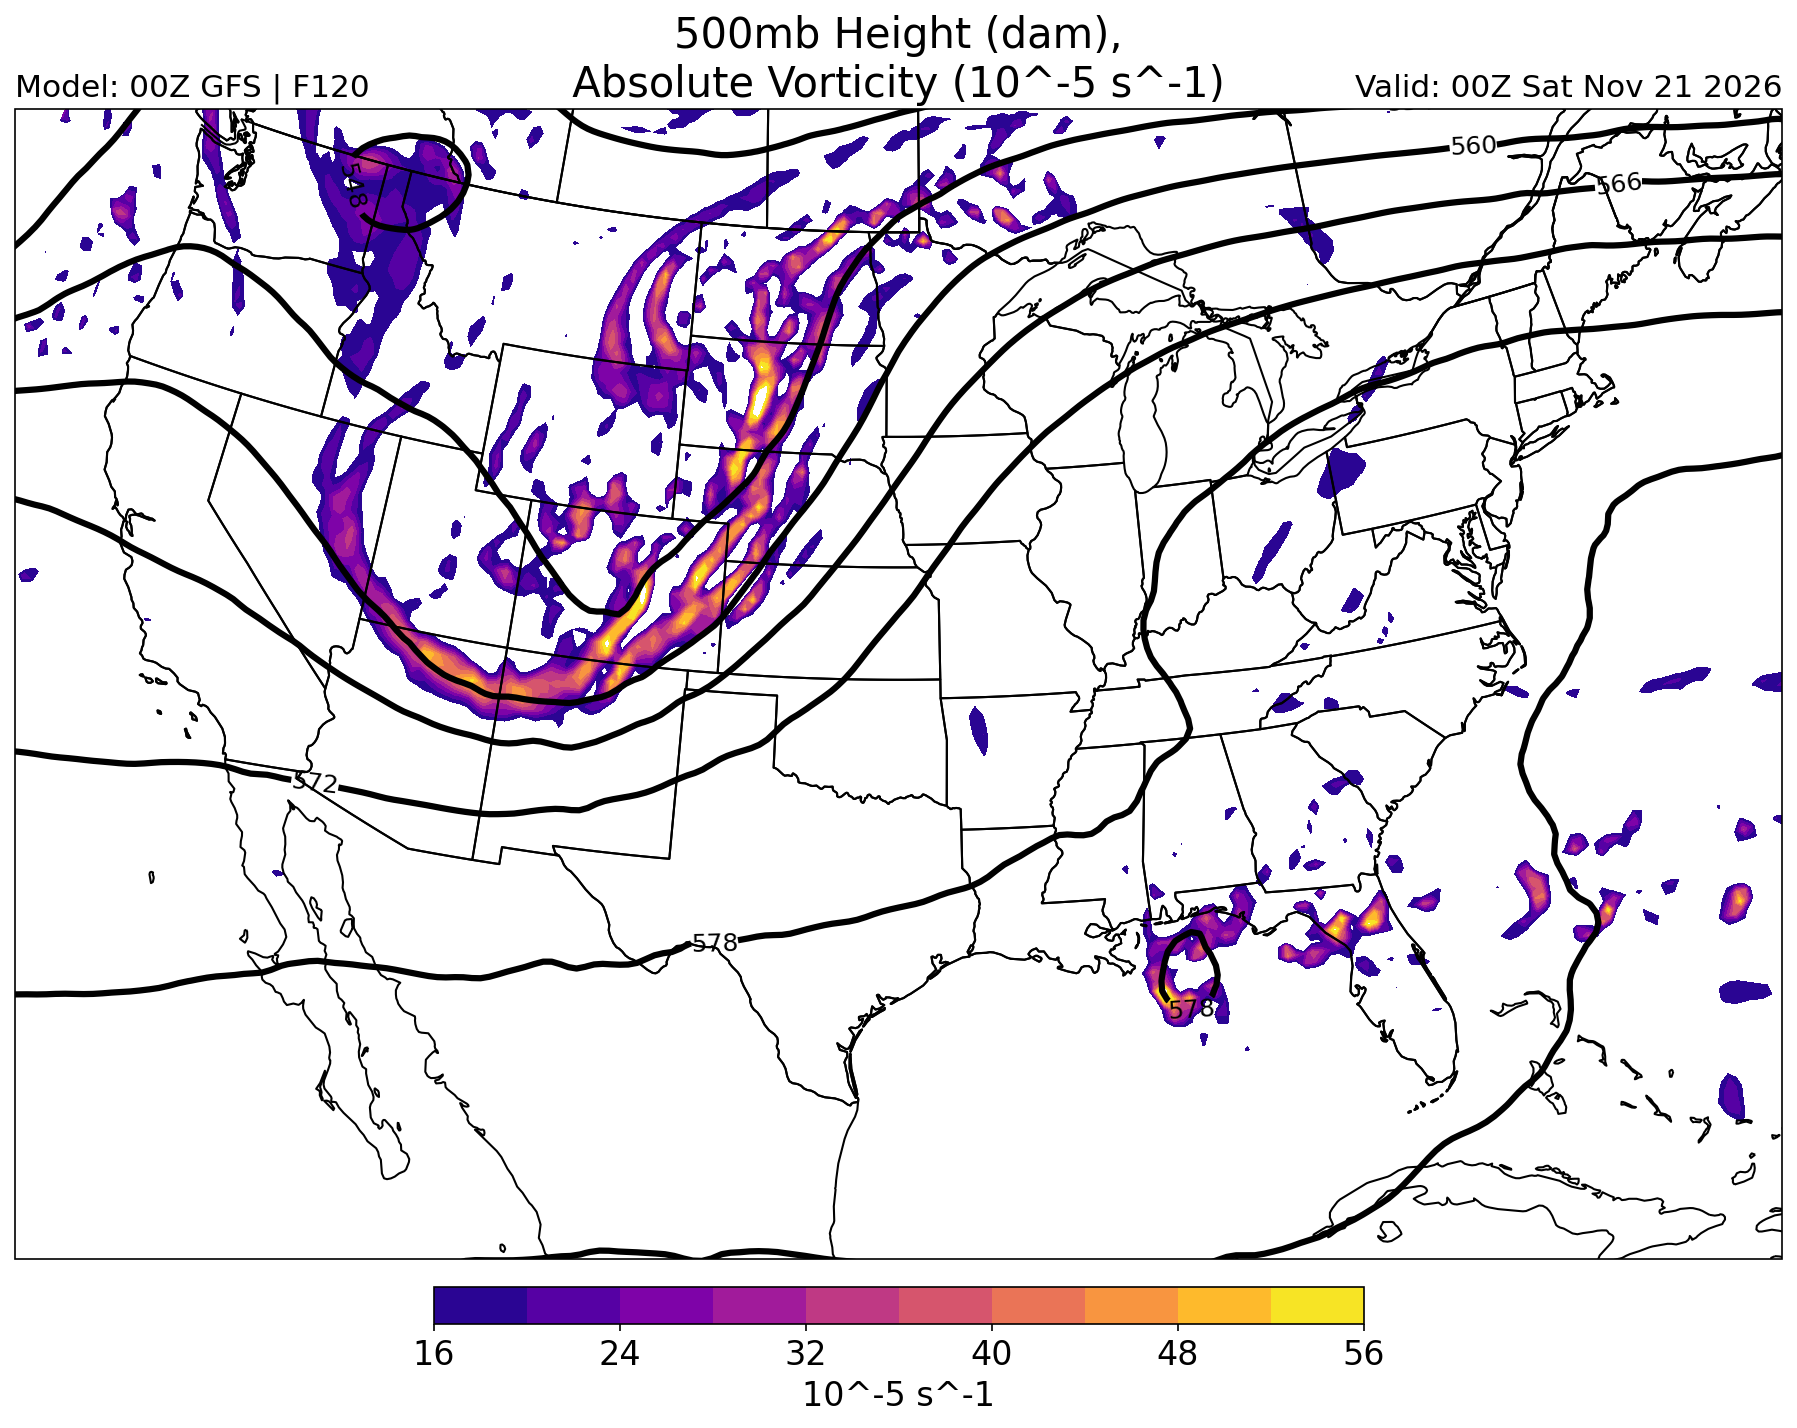 500mb Height (dam),
Model: 00Z GFS | F120
Absolute Vorticity (10^-5 s^-1)
Valid: 00Z Sat Nov 21 2026
560
548
566
572
578
578
16 24 32 40 48 56
10^-5 s^-1